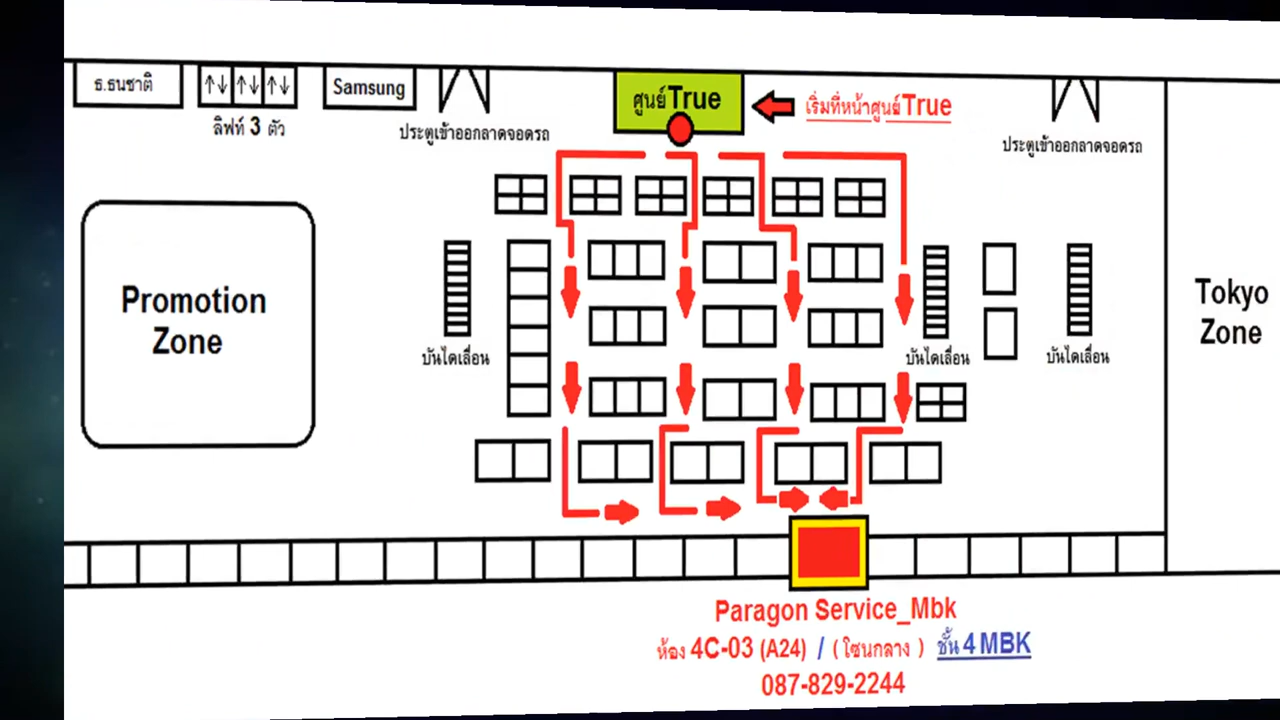 ธ.ธนชาติ
ลิฟท์ 3 ตัว
Samsung
ประตูเข้าออกลาดจอดรถ
ศูนย์True
เริ่มที่หน้าศูนย์True
ประตูเข้าออกลาดจอดรถ
Promotion
Zone
บันไดเลื่อน
บันไดเลื่อน
บันไดเลื่อน
Tokyo
Zone
Paragon Service_Mbk
ห้อง 4C-03 (A24) / ( โซนกลาง ) ชั้น 4 MBK
087-829-2244